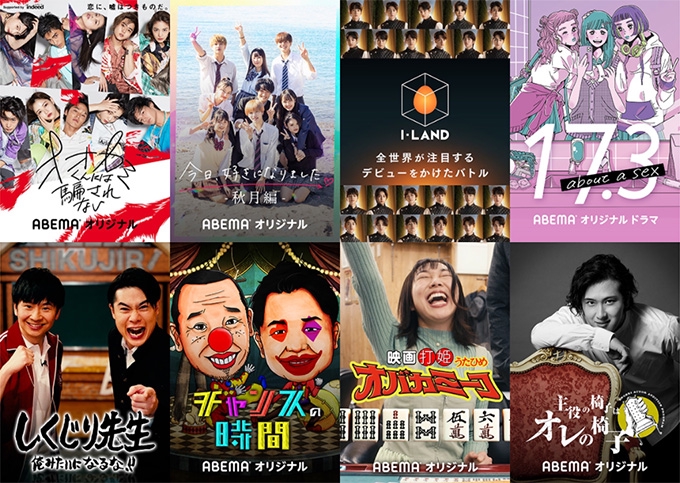 Supported by indeed
恋に、嘘はつきものだ。
オオカミ
くんには
騙され
ない
ABEMA オリジナル
今日、好きになりました
- 秋月編 -
ABEMA オリジナル
I·LAND
全世界が注目する
デビューをかけたバトル
17.3
about a sex
ABEMA オリジナルドラマ
SHIKUJIRI
しくじり先生
俺みたいになるな!!
チャンスの
時間
ABEMA オリジナル
映画 打姫 うたひめ
オバカミーコ
伍萬
六萬
ABEMA オリジナル
主役の椅子は
オレの椅子
ABEMA オリジナル